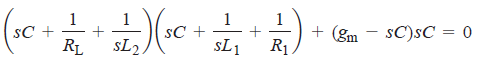 (sC + 1/R_L + 1/sL_2)(sC + 1/sL_1 + 1/R_1) + (g_m − sC)sC = 0